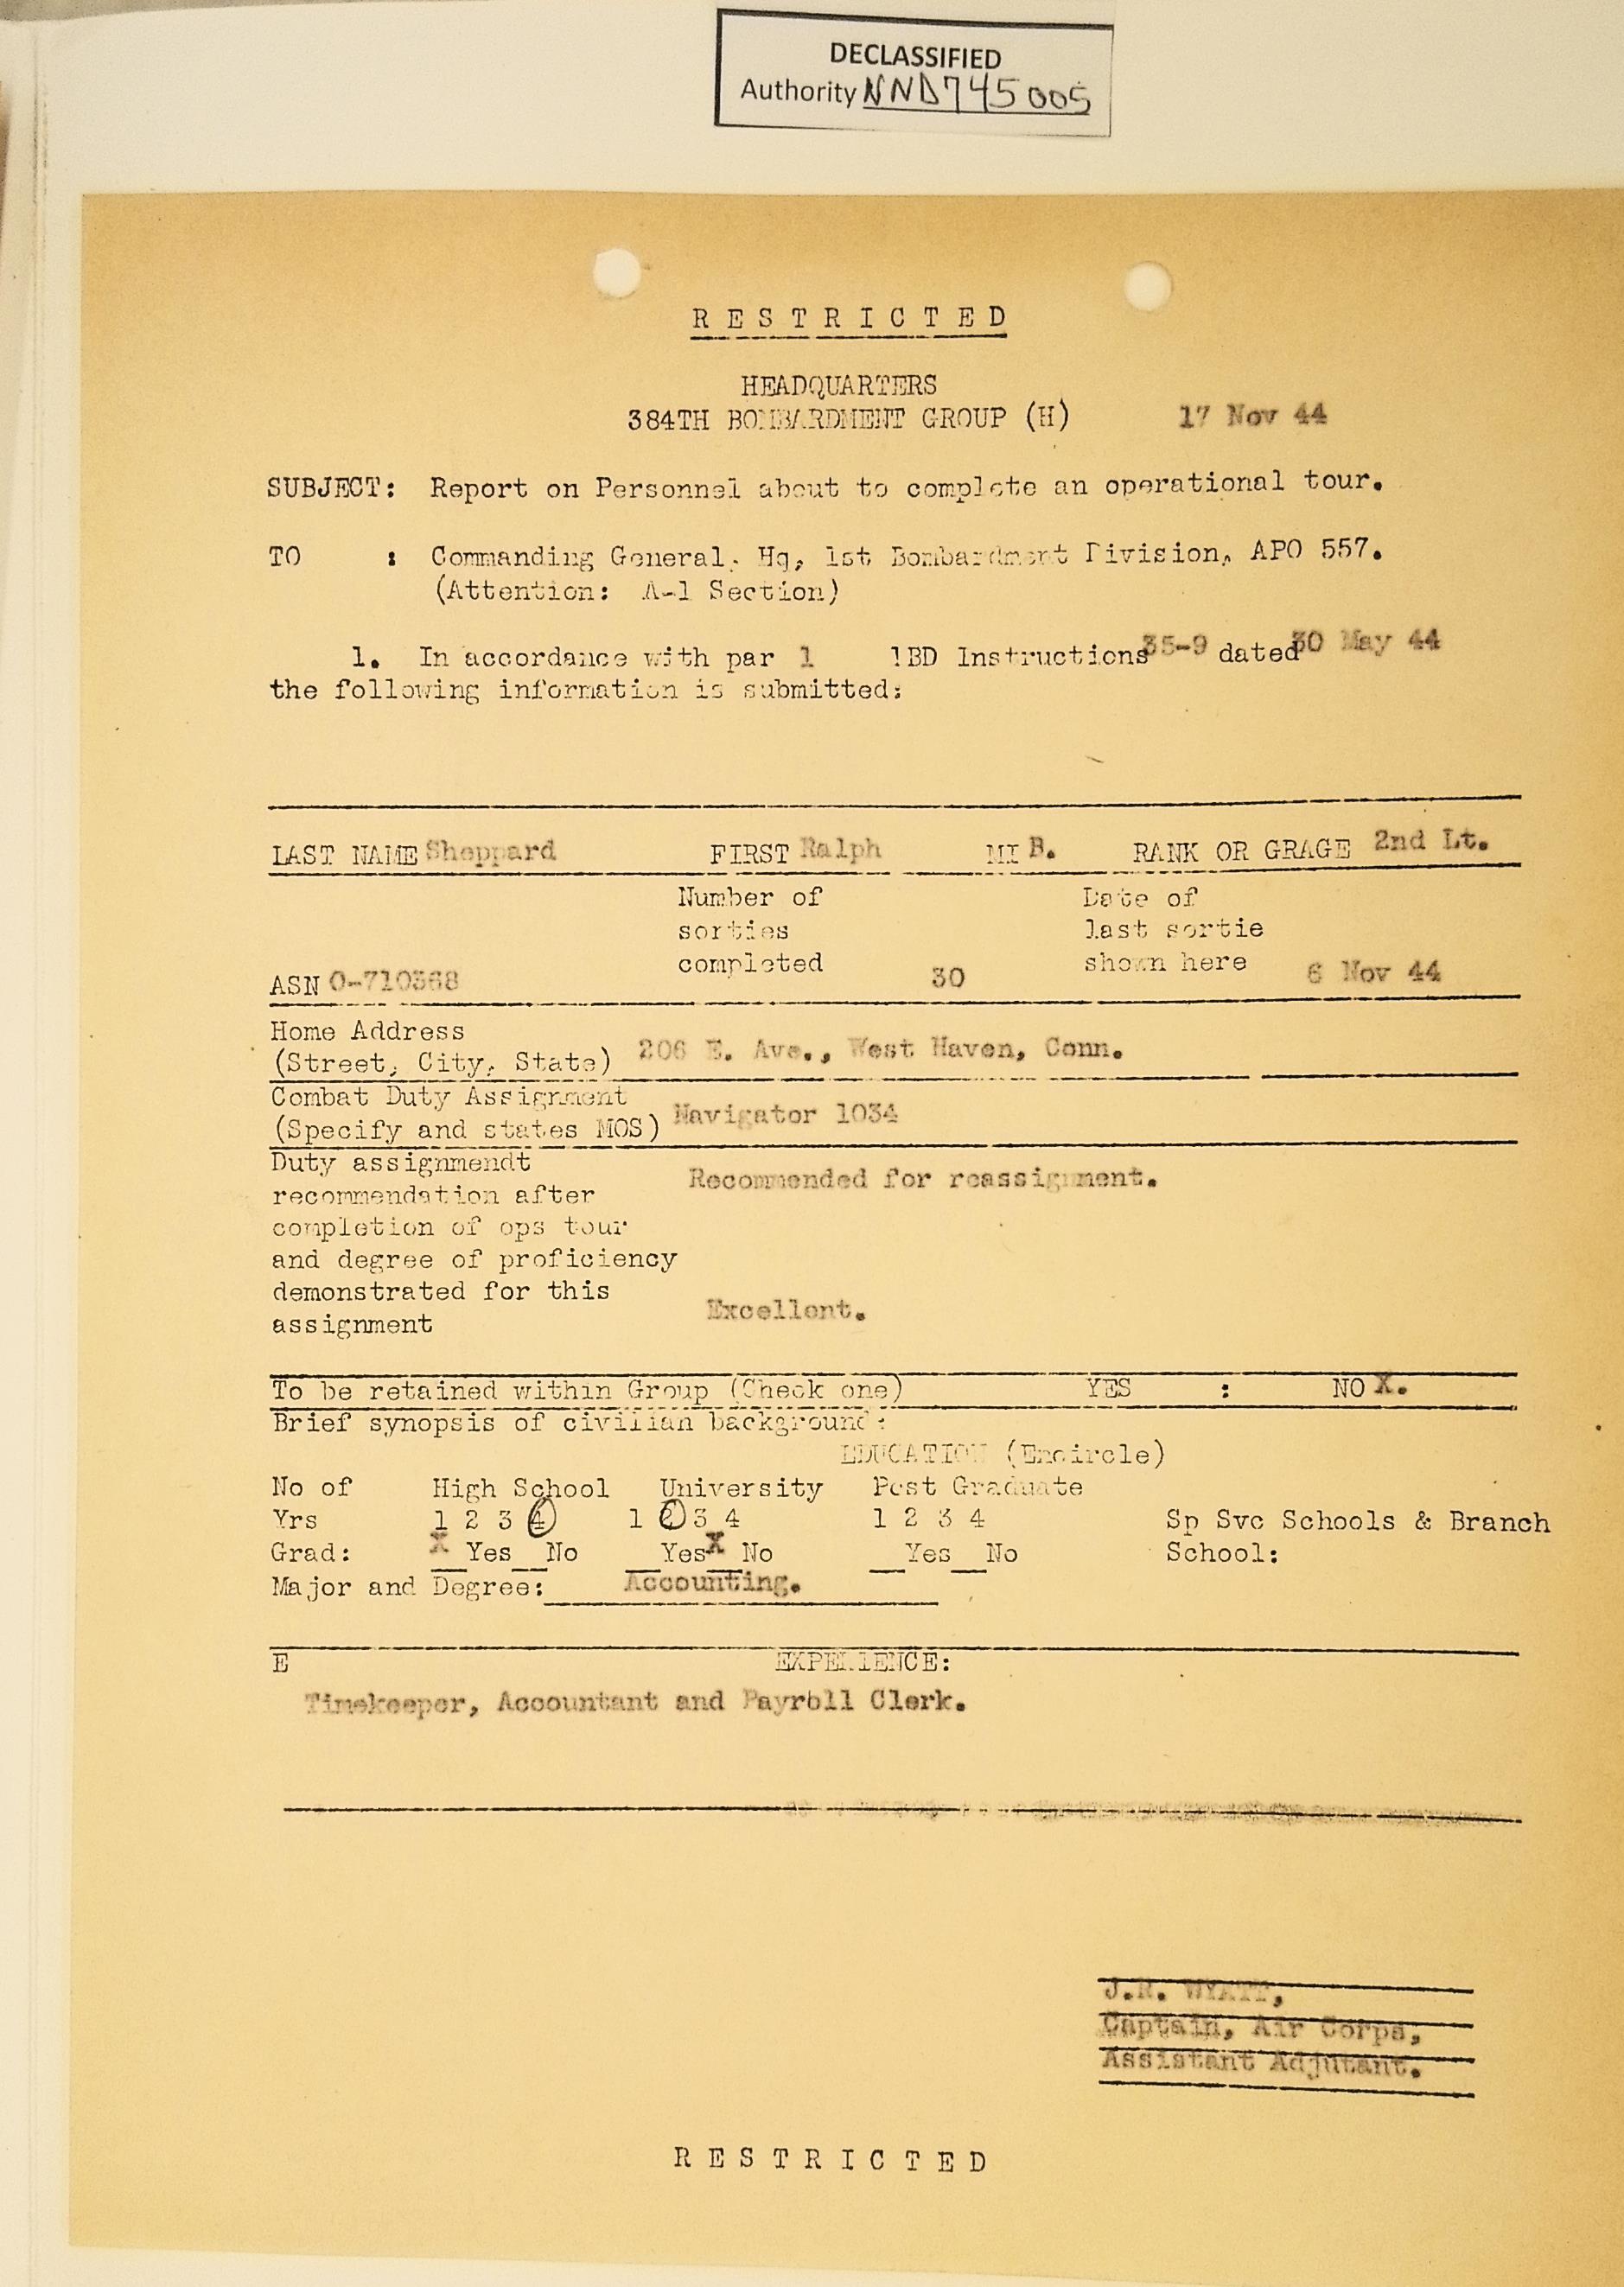 DECLASSIFIED
Authority NND745005
RESTRICTED
HEADQUARTERS
384TH BOMBARDMENT GROUP (H) 17 Nov 44
SUBJECT: Report on Personnel about to complete an operational tour.
TO : Commanding General, Hq, 1st Bombardment Division, APO 557.
(Attention: A-1 Section)
1. In accordance with par 1 1BD Instructions 35-9 dated 30 May 44
the following information is submitted:
LAST NAME Sheppard FIRST Ralph MI B. RANK OR GRAGE 2nd Lt.
Number of Date of
sorties last sortie
completed shown here
ASN O-710368 30 6 Nov 44
Home Address
(Street, City, State) 206 E. Ave., West Haven, Conn.
Combat Duty Assignment
(Specify and states MOS) Navigator 1034
Duty assignmendt
recommendation after Recommended for reassignment.
completion of ops tour
and degree of proficiency
demonstrated for this
assignment Excellent.
To be retained within Group (Check one) YES : NO X.
Brief synopsis of civilian background:
EDUCATION (Encircle)
No of High School University Post Graduate
Yrs 1 2 3 4 1 2 3 4 1 2 3 4 Sp Svc Schools & Branch
Grad: X Yes No Yes X No Yes No School:
Major and Degree: Accounting.
E EXPERIENCE:
Timekeeper, Accountant and Payroll Clerk.
J.R. WYATT,
Captain, Air Corps,
Assistant Adjutant.
RESTRICTED